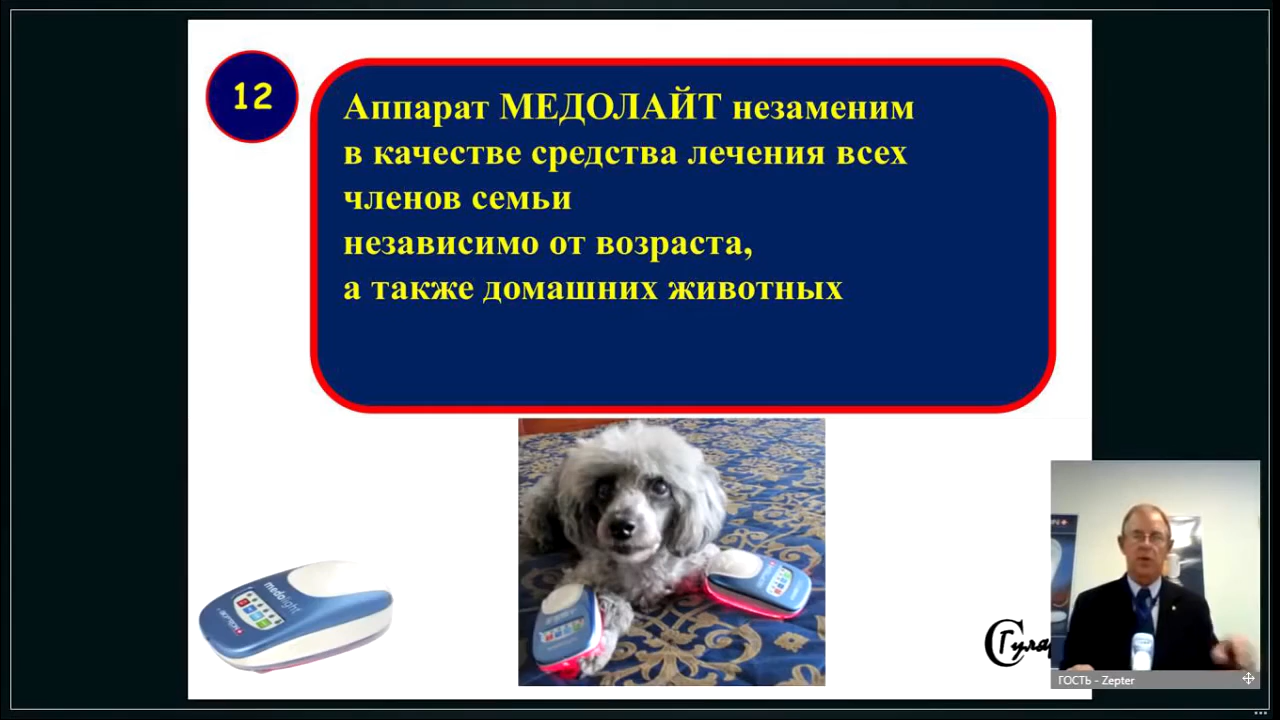 12
Аппарат МЕДОЛАЙТ незаменим
в качестве средства лечения всех
членов семьи
независимо от возраста,
а также домашних животных
medolight
ZEPTER
ГОСТЬ - Zepter